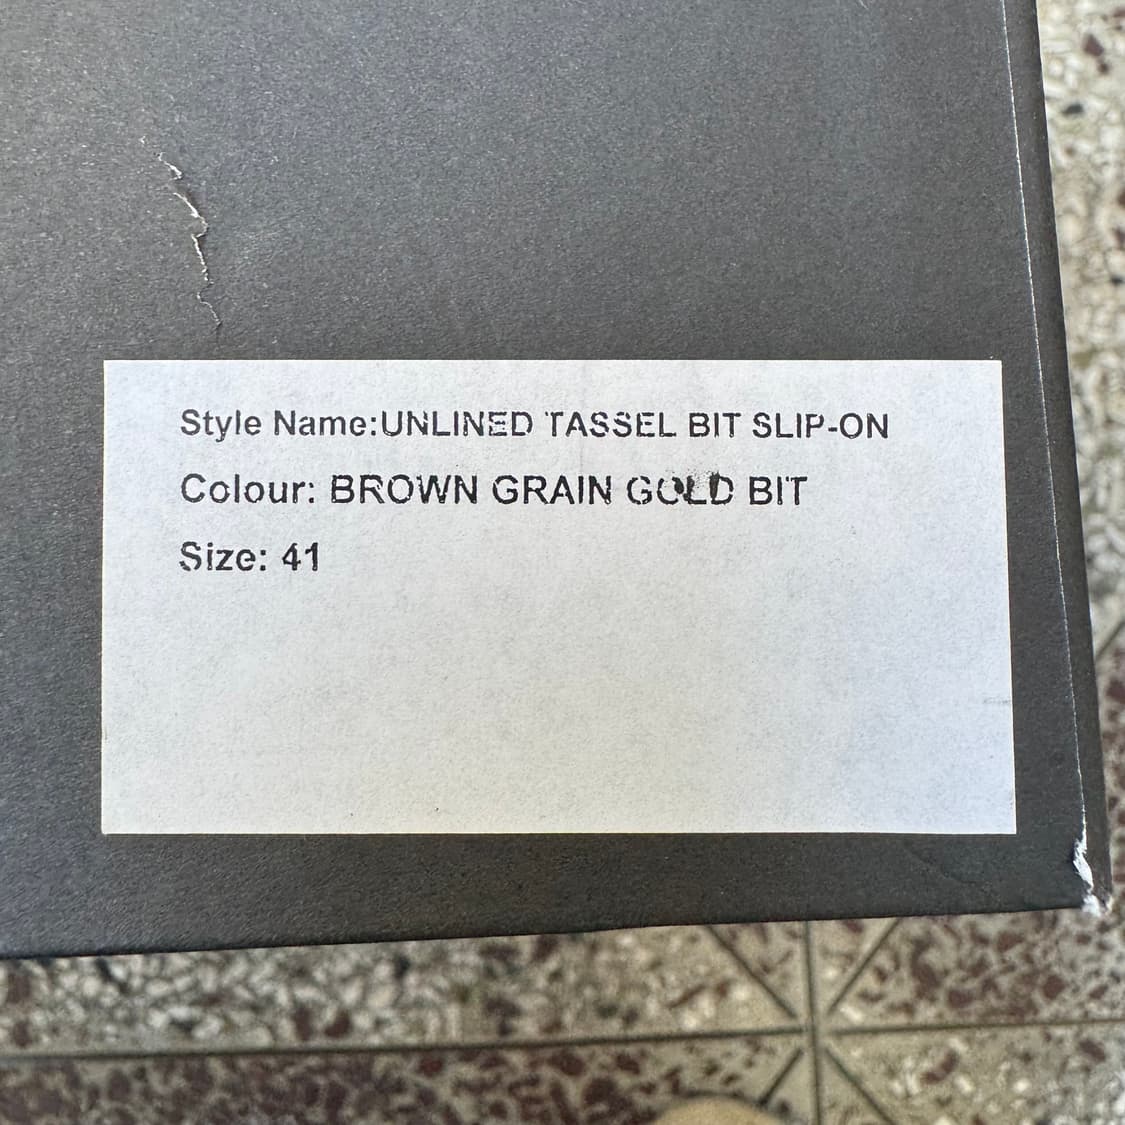 Style Name:UNLINED TASSEL BIT SLIP-ON
Colour: BROWN GRAIN GOLD BIT
Size: 41